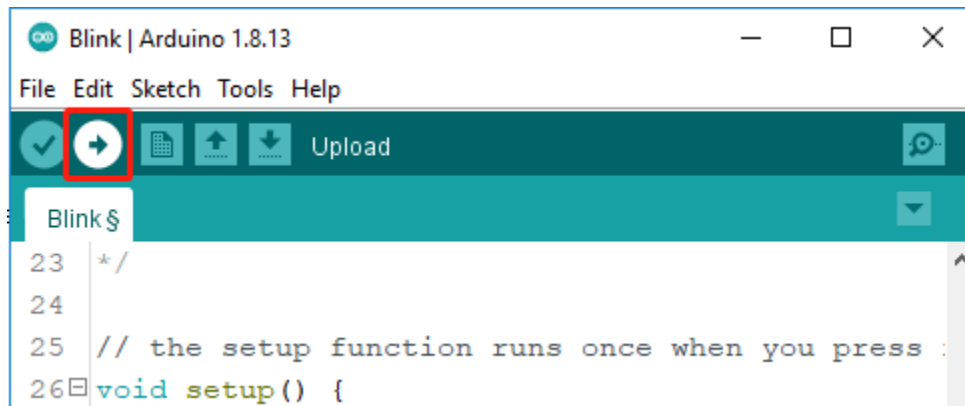 Blink | Arduino 1.8.13
File Edit Sketch Tools Help
Upload
Blink §
23 */
24
25 // the setup function runs once when you press
26 void setup() {